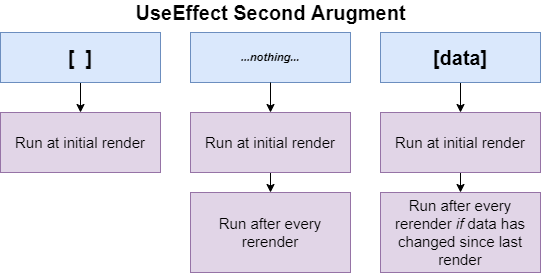 UseEffect Second Arugment
[ ]
...nothing...
[data]
Run at initial render
Run at initial render
Run at initial render
Run after every
rerender
Run after every
rerender if data has
changed since last
render